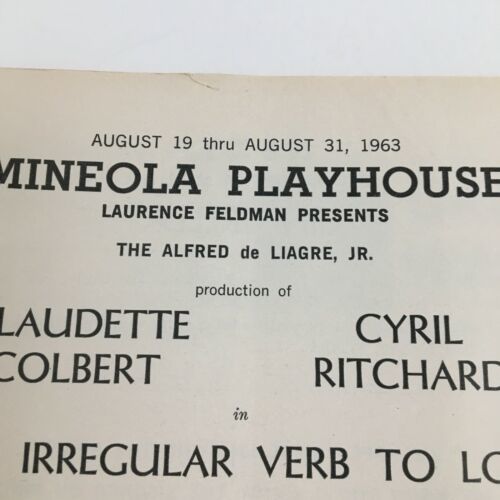 AUGUST 19 thru AUGUST 31, 1963
MINEOLA PLAYHOUSE
LAURENCE FELDMAN PRESENTS
THE ALFRED de LIAGRE, JR.
production of
LAUDETTE CYRIL
COLBERT RITCHARD
in
IRREGULAR VERB TO LO